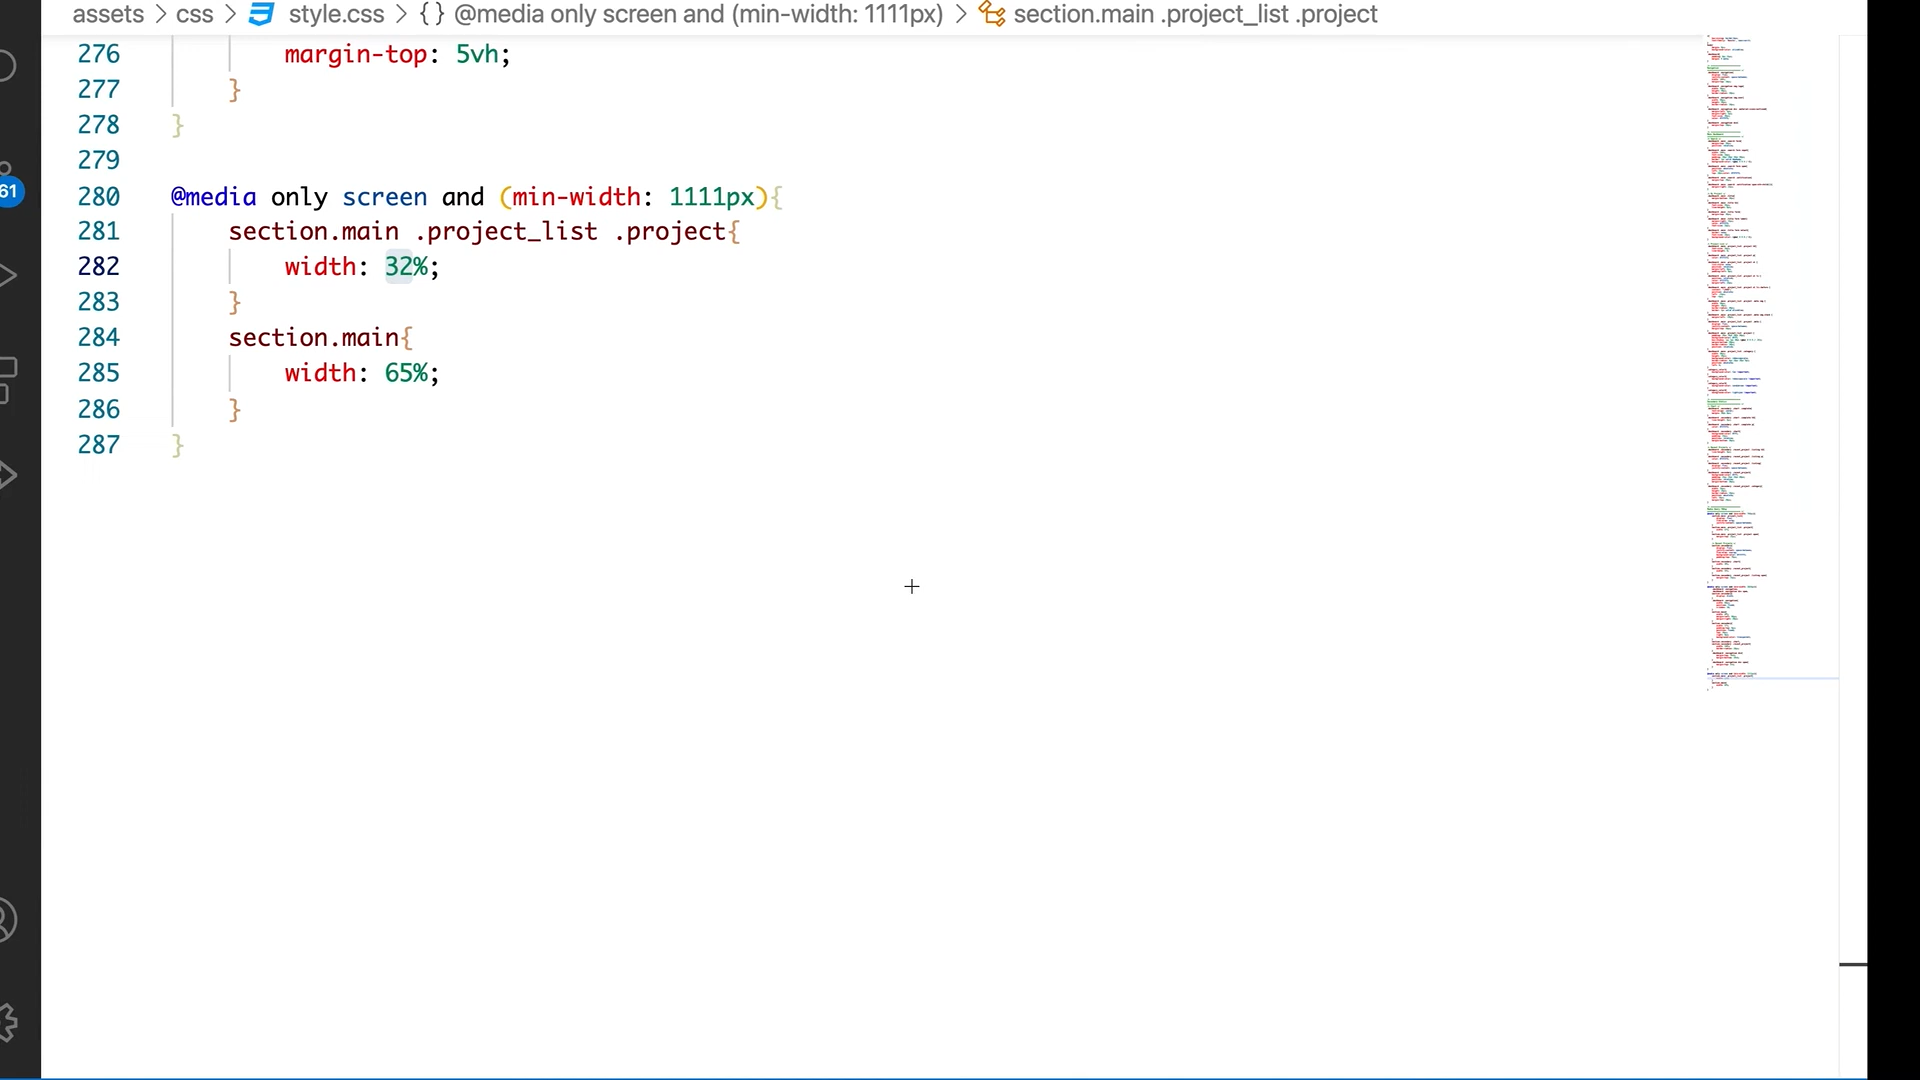 assets > css > style.css > {} @media only screen and (min-width: 1111px) > section.main .project_list .project
276 margin-top: 5vh;
277 }
278 }
279
280 @media only screen and (min-width: 1111px){
281 section.main .project_list .project{
282 width: 32%;
283 }
284 section.main{
285 width: 65%;
286 }
287 }
61